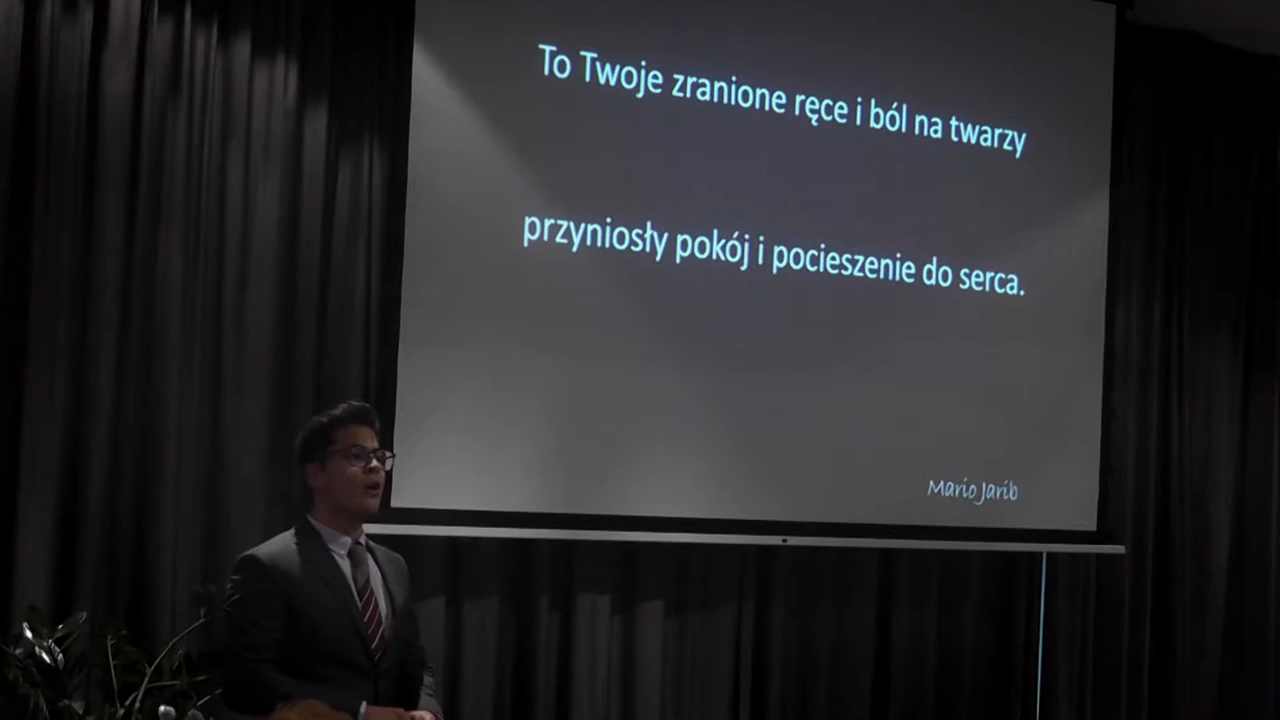 To Twoje zranione ręce i ból na twarzy
przyniosły pokój i pocieszenie do serca.
Mario Jarib